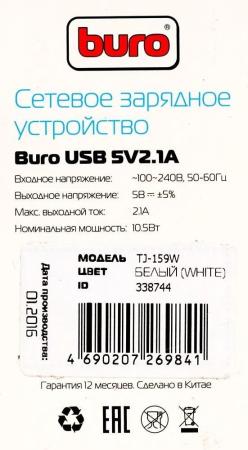 buro
Сетевое зарядное
устройство
Buro USB 5V2.1A
Входное напряжение: ~100~240В, 50-60Гц
Выходное напряжение: 5В ⎓ ±5%
Макс. выходной ток: 2.1А
Номинальная мощность: 10.5Вт
Дата производства:
01.2016
МОДЕЛЬ TJ-159W
ЦВЕТ БЕЛЫЙ (WHITE)
ID 338744
4 690207 269841
Гарантия 12 месяцев. Сделано в Китае
EAC